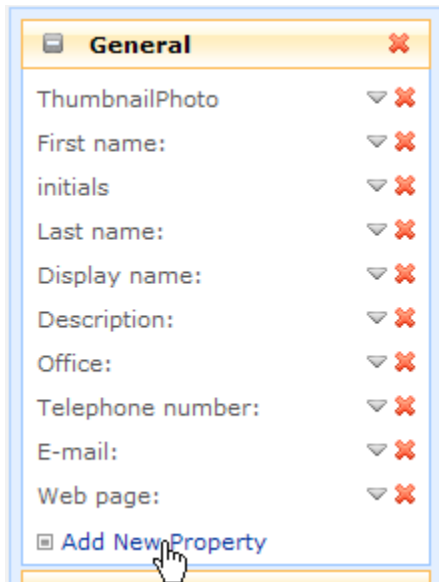 General
ThumbnailPhoto
First name:
initials
Last name:
Display name:
Description:
Office:
Telephone number:
E-mail:
Web page:
Add New Property